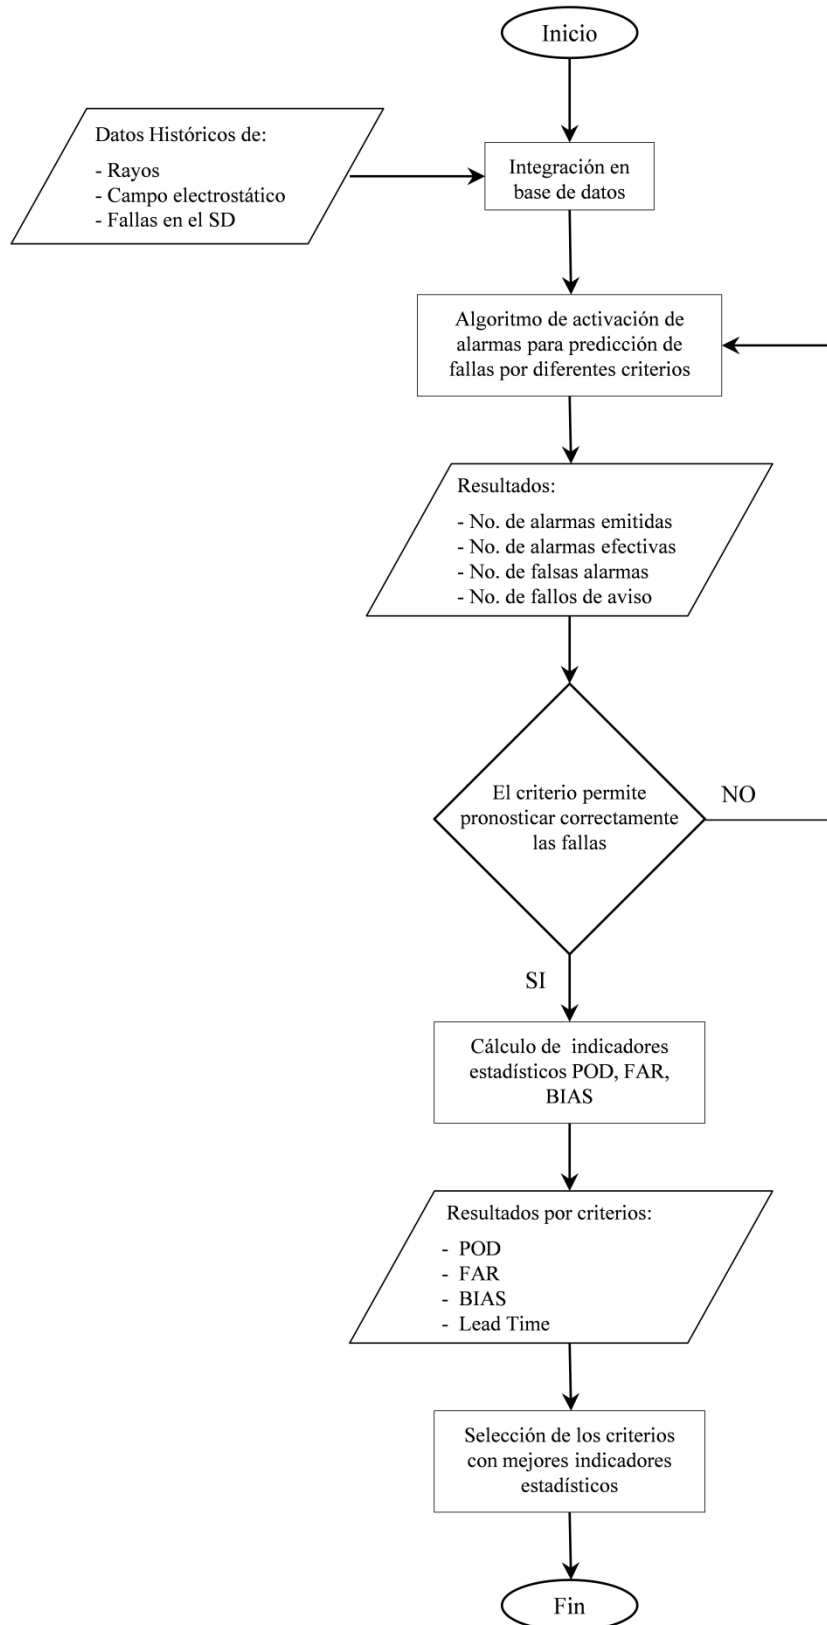 Inicio
Datos Históricos de:
- Rayos
- Campo electrostático
- Fallas en el SD
Integración en
base de datos
Algoritmo de activación de
alarmas para predicción de
fallas por diferentes criterios
Resultados:
- No. de alarmas emitidas
- No. de alarmas efectivas
- No. de falsas alarmas
- No. de fallos de aviso
El criterio permite
pronosticar correctamente
las fallas
NO
SI
Cálculo de indicadores
estadísticos POD, FAR,
BIAS
Resultados por criterios:
- POD
- FAR
- BIAS
- Lead Time
Selección de los criterios
con mejores indicadores
estadísticos
Fin